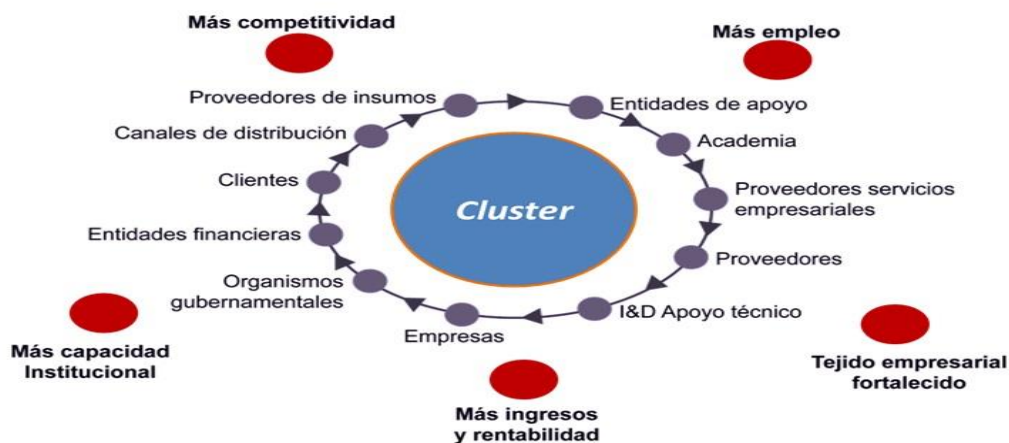 Más competitividad
Más empleo
Proveedores de insumos
Entidades de apoyo
Canales de distribución
Academia
Clientes
Proveedores servicios
empresariales
Cluster
Entidades financieras
Proveedores
Organismos
gubernamentales
I&D Apoyo técnico
Empresas
Más capacidad
Institucional
Tejido empresarial
fortalecido
Más ingresos
y rentabilidad